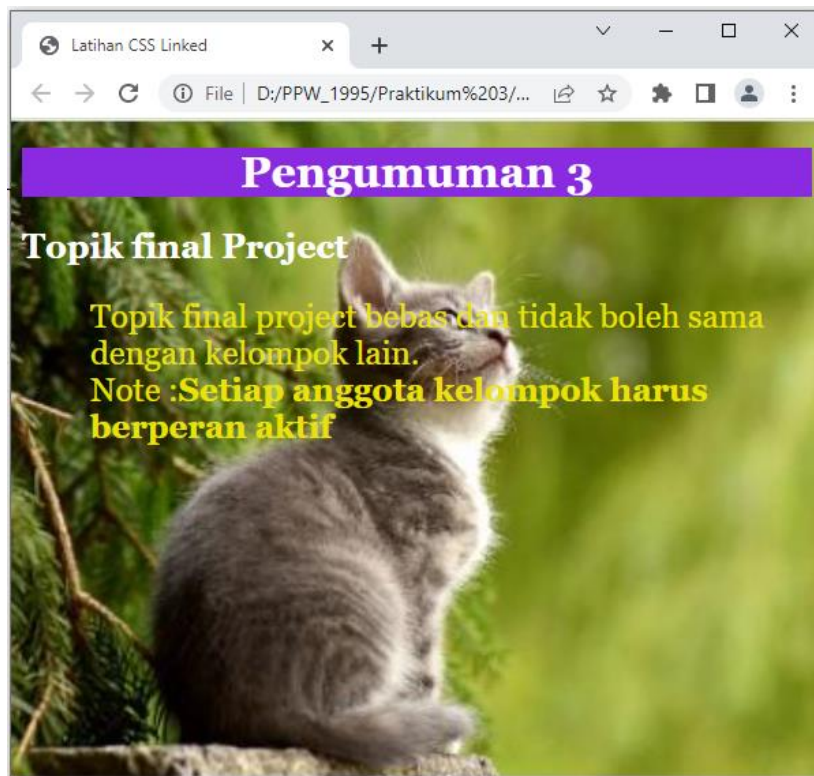 Latihan CSS Linked
File D:/PPW_1995/Praktikum%203/...
Pengumuman 3
Topik final Project
Topik final project bebas dan tidak boleh sama
dengan kelompok lain.
Note :Setiap anggota kelompok harus
berperan aktif